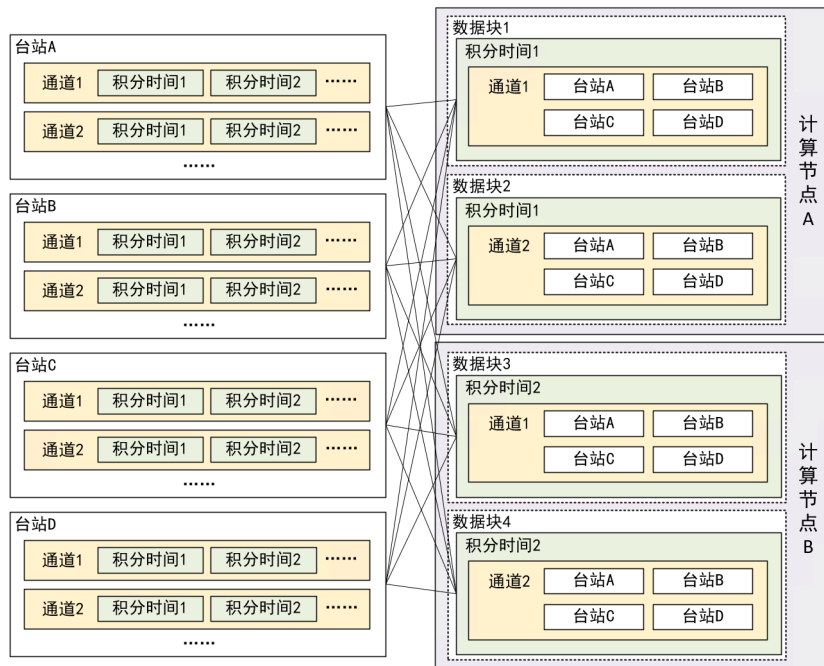 台站A
通道1 积分时间1 积分时间2 ……
通道2 积分时间1 积分时间2 ……
……
台站B
通道1 积分时间1 积分时间2 ……
通道2 积分时间1 积分时间2 ……
……
台站C
通道1 积分时间1 积分时间2 ……
通道2 积分时间1 积分时间2 ……
……
台站D
通道1 积分时间1 积分时间2 ……
通道2 积分时间1 积分时间2 ……
……
数据块1
积分时间1
通道1 台站A 台站B
台站C 台站D
数据块2
积分时间1
通道2 台站A 台站B
台站C 台站D
计算节点A
数据块3
积分时间2
通道1 台站A 台站B
台站C 台站D
数据块4
积分时间2
通道2 台站A 台站B
台站C 台站D
计算节点B